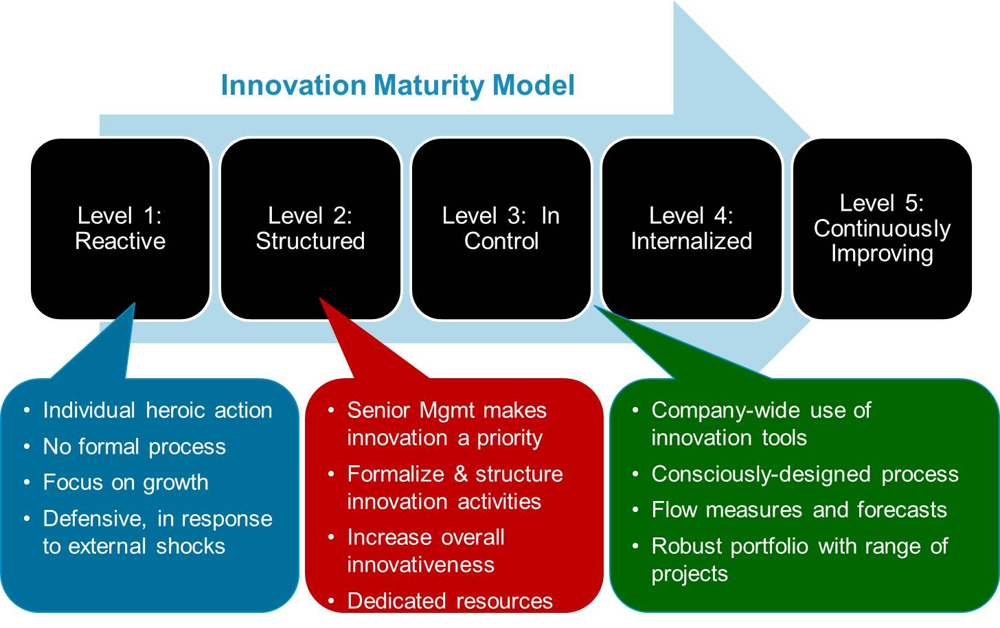 Innovation Maturity Model
Level 1:
Reactive
Level 2:
Structured
Level 3: In
Control
Level 4:
Internalized
Level 5:
Continuously
Improving
• Individual heroic action
• No formal process
• Focus on growth
• Defensive, in response
to external shocks
• Senior Mgmt makes
innovation a priority
• Formalize & structure
innovation activities
• Increase overall
innovativeness
• Dedicated resources
• Company-wide use of
innovation tools
• Consciously-designed process
• Flow measures and forecasts
• Robust portfolio with range of
projects